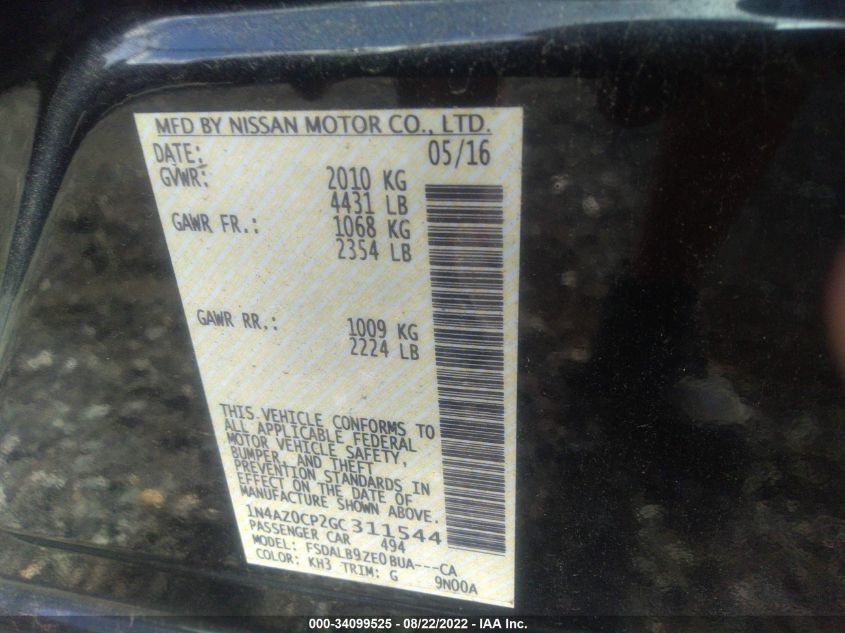 MFD BY NISSAN MOTOR CO., LTD.
DATE: 05/16
GVWR: 2010 KG
4431 LB
GAWR FR.: 1068 KG
2354 LB
GAWR RR.: 1009 KG
2224 LB
THIS VEHICLE CONFORMS TO
ALL APPLICABLE FEDERAL
MOTOR VEHICLE SAFETY,
BUMPER, AND THEFT
PREVENTION STANDARDS IN
EFFECT ON THE DATE OF
MANUFACTURE SHOWN ABOVE.
1N4AZ0CP2GC311544
PASSENGER CAR 494
MODEL: FSDALB9ZE0BUA---CA
COLOR: KH3 TRIM: G 9N00A
000-34099525 - 08/22/2022 - IAA Inc.